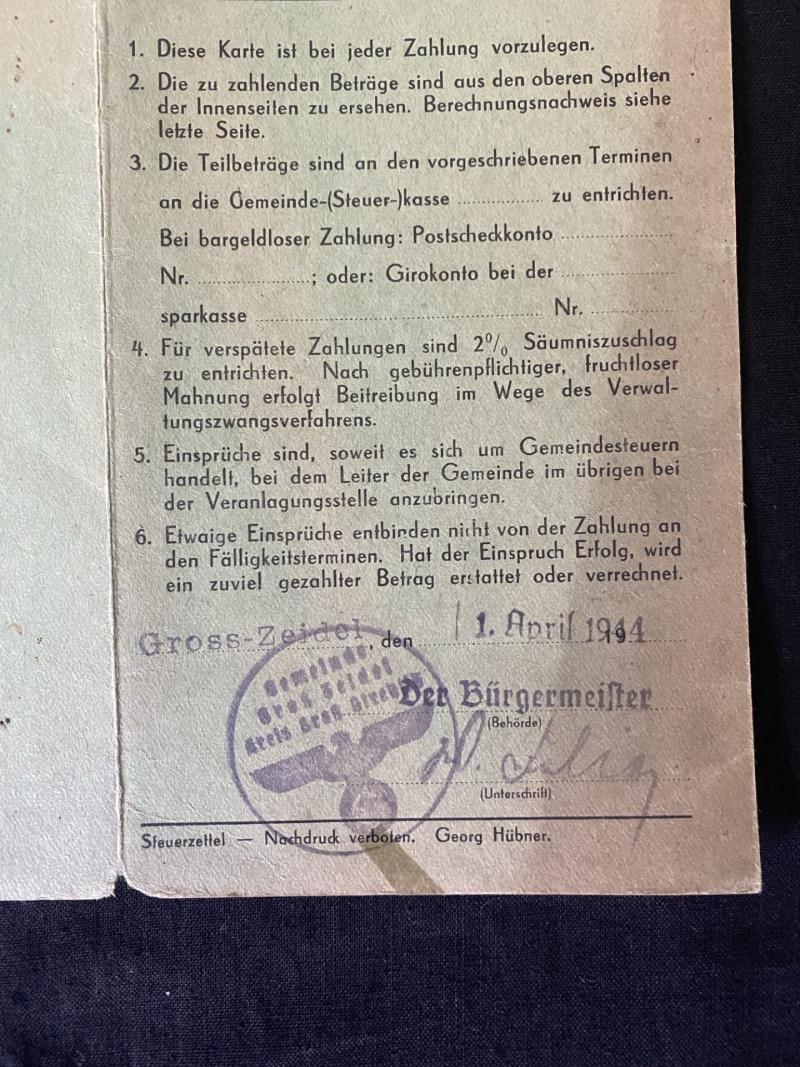 1. Diese Karte ist bei jeder Zahlung vorzulegen.
2. Die zu zahlenden Beträge sind aus den oberen Spalten
der Innenseiten zu ersehen. Berechnungsnachweis siehe
letzte Seite.
3. Die Teilbeträge sind an den vorgeschriebenen Terminen
an die Gemeinde-(Steuer-)kasse ............... zu entrichten.
Bei bargeldloser Zahlung: Postscheckkonto ...............
Nr. ...............; oder: Girokonto bei der ...............
sparkasse ............... Nr. ...............
4. Für verspätete Zahlungen sind 2% Säumniszuschlag
zu entrichten. Nach gebührenpflichtiger, fruchtloser
Mahnung erfolgt Beitreibung im Wege des Verwal-
tungszwangsverfahrens.
5. Einsprüche sind, soweit es sich um Gemeindesteuern
handelt, bei dem Leiter der Gemeinde im übrigen bei
der Veranlagungsstelle anzubringen.
6. Etwaige Einsprüche entbinden nicht von der Zahlung an
den Fälligkeitsterminen. Hat der Einspruch Erfolg, wird
ein zuviel gezahlter Betrag erstattet oder verrechnet.
Gross-Zeidel, den 1. April 1944
Gemeinde
Groß Zeidel
Kreis Groß Strehlitz
Der Bürgermeister
(Behörde)
(Unterschrift)
Steuerzettel — Nachdruck verboten. Georg Hübner.